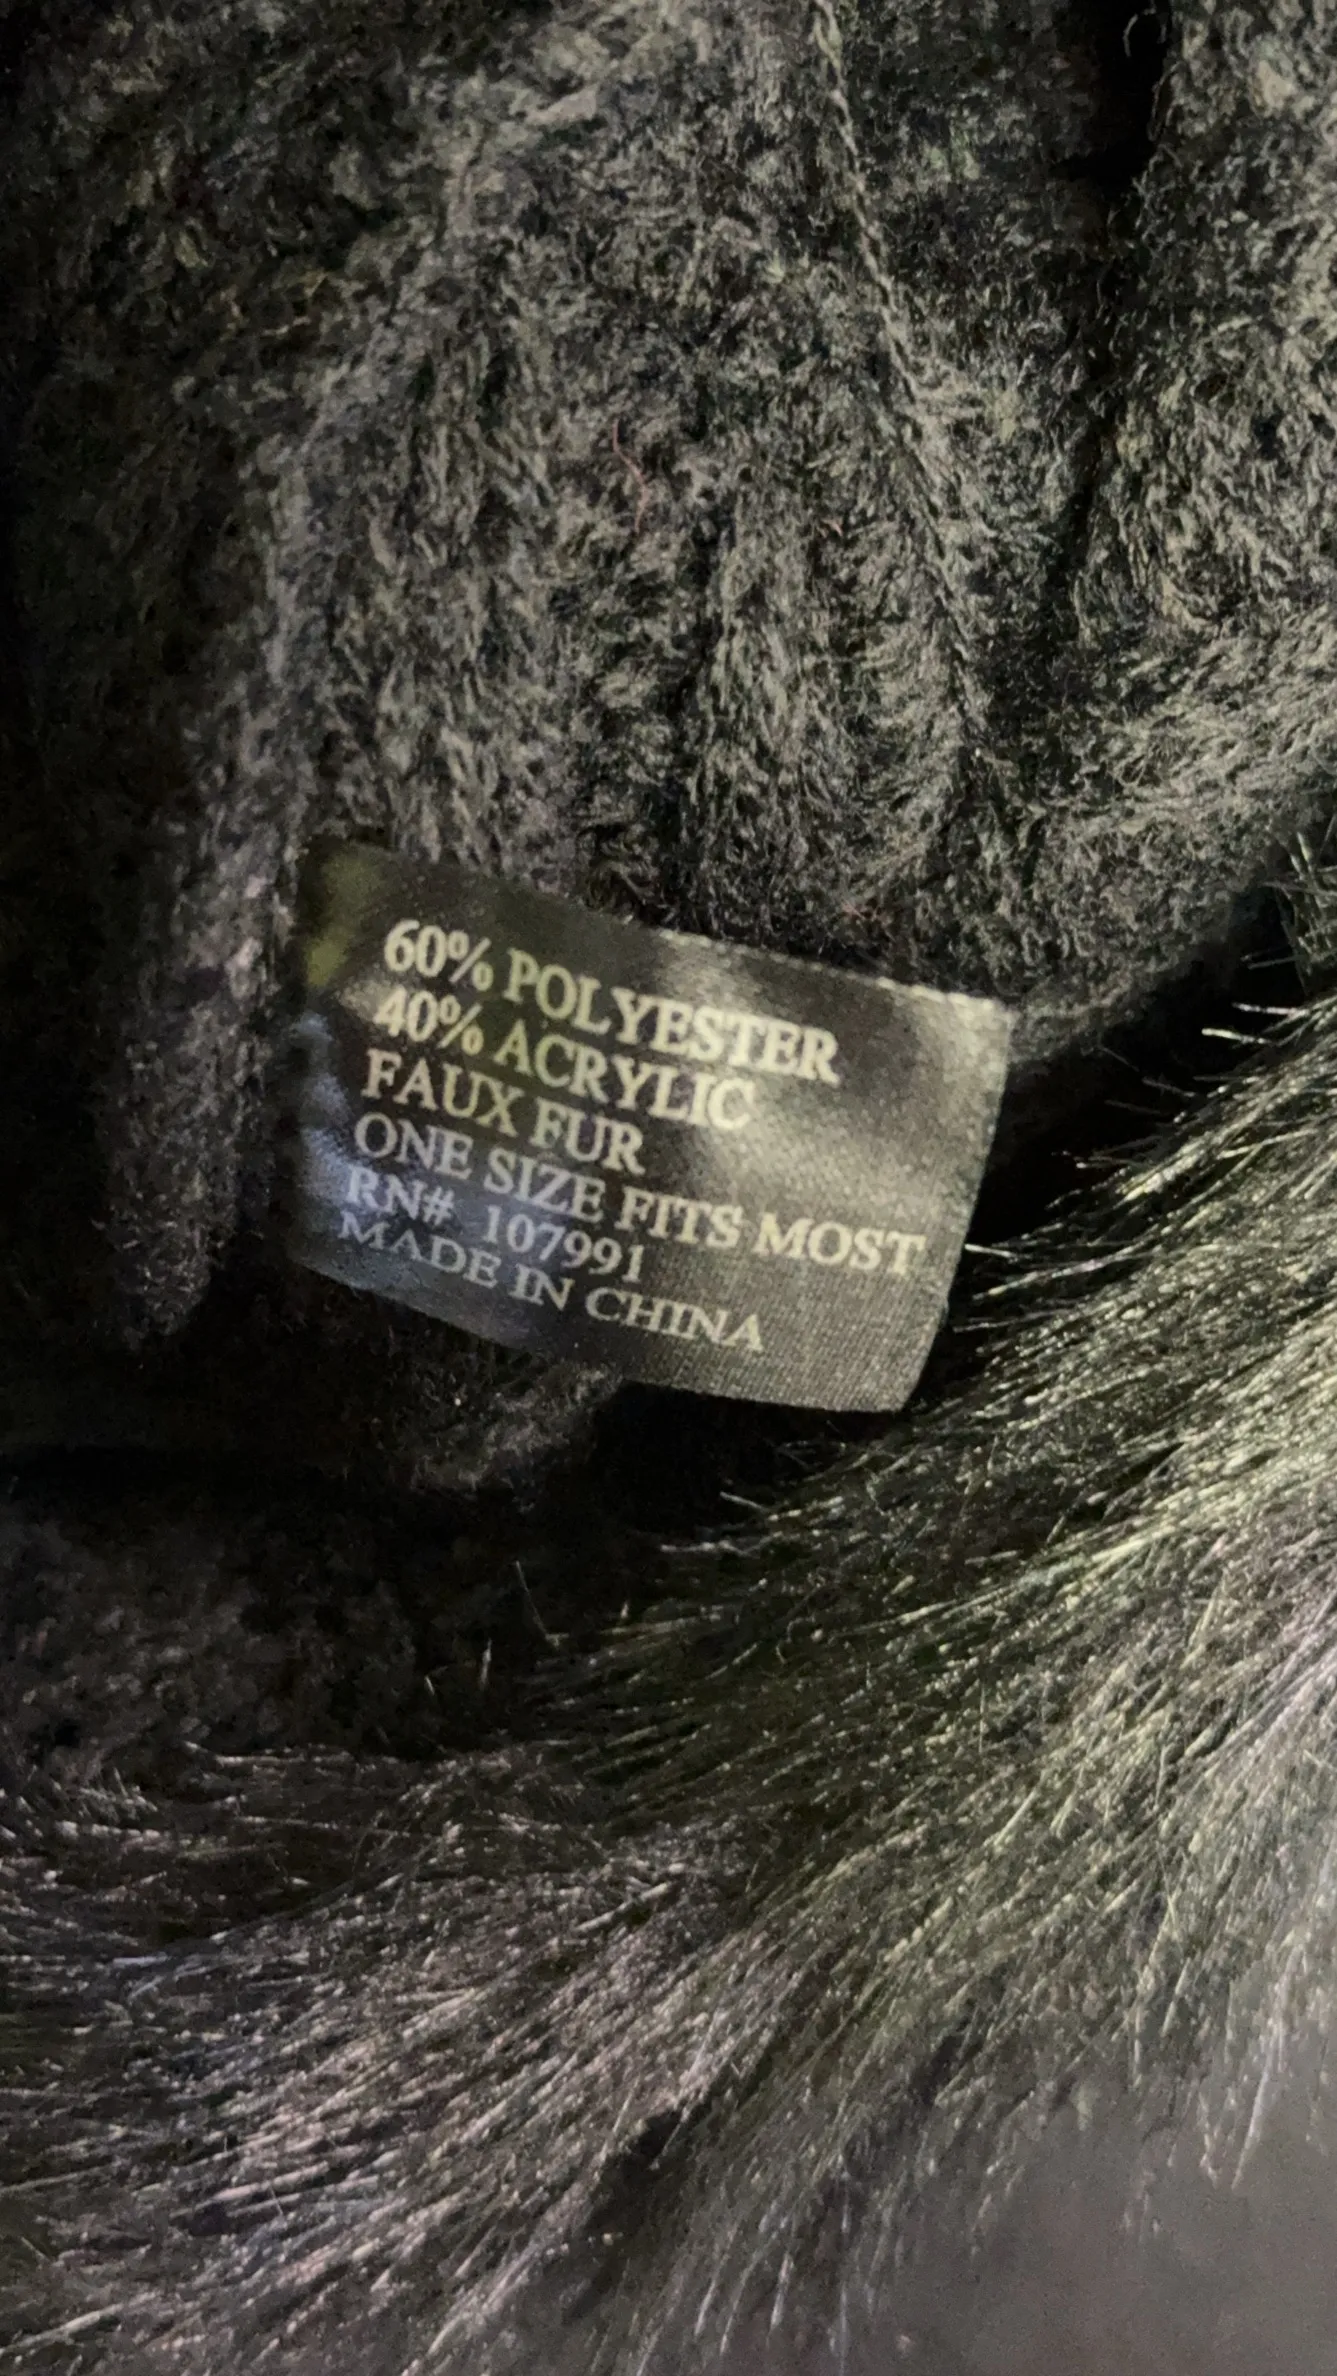 60% POLYESTER
40% ACRYLIC
FAUX FUR
ONE SIZE FITS MOST
RN# 107991
MADE IN CHINA